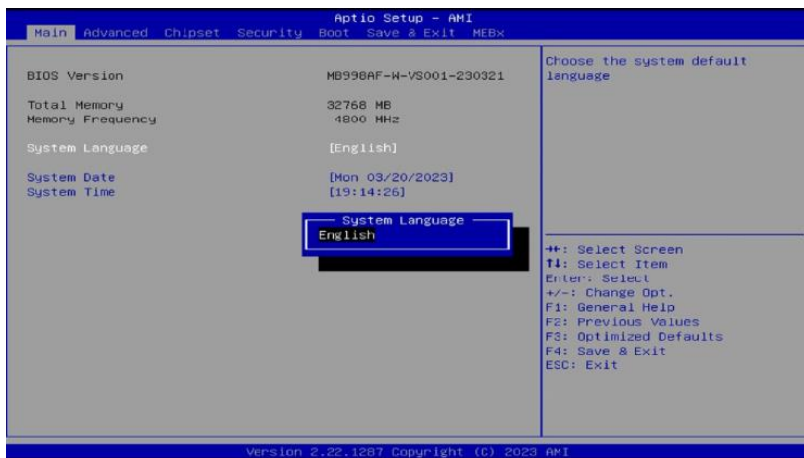 Aptio Setup – AMI
Main Advanced Chipset Security Boot Save & Exit MEBx
BIOS Version MB998AF-W-VS001-230321
Total Memory 32768 MB
Memory Frequency 4800 MHz
System Language [English]
System Date [Mon 03/20/2023]
System Time [19:14:26]
System Language
English
Choose the system default
language
→←: Select Screen
↑↓: Select Item
Enter: Select
+/-: Change Opt.
F1: General Help
F2: Previous Values
F3: Optimized Defaults
F4: Save & Exit
ESC: Exit
Version 2.22.1287 Copyright (C) 2023 AMI